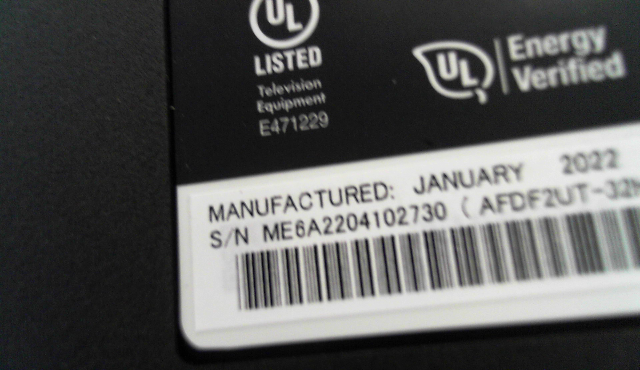 UL
LISTED
Television
Equipment
E471229
UL
Energy
Verified
MANUFACTURED: JANUARY 2022
S/N ME6A2204102730 ( AFDF2UT-32